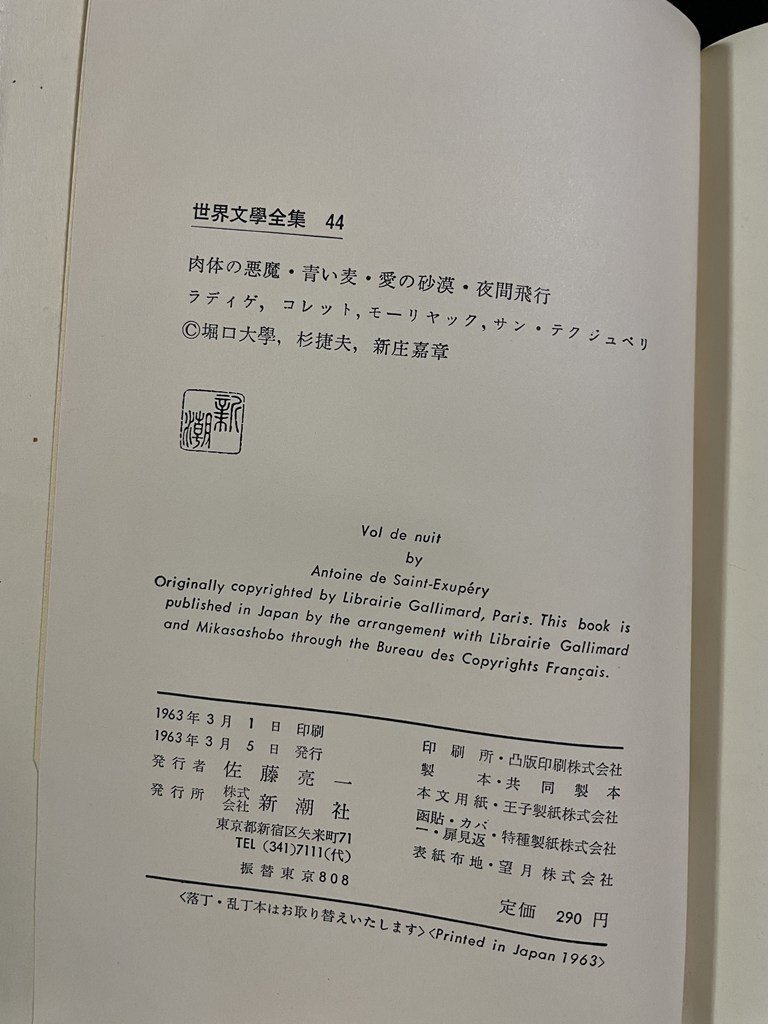 世界文學全集 44
肉体の悪魔・青い麦・愛の砂漠・夜間飛行
ラディゲ, コレット, モーリヤック, サン・テクジュペリ
©堀口大學, 杉捷夫, 新庄嘉章
新潮
Vol de nuit
by
Antoine de Saint-Exupéry
Originally copyrighted by Librairie Gallimard, Paris. This book is
published in Japan by the arrangement with Librairie Gallimard
and Mikasashobo through the Bureau des Copyrights Français.
1963年3月1日 印刷
1963年3月5日 発行
発行者 佐藤亮一
発行所 株式会社 新潮社
東京都新宿区矢来町71
TEL (341)7111(代)
振替東京808
印刷所・凸版印刷株式会社
製本・共同製本
本文用紙・王子製紙株式会社
函貼・カバー・扉見返・特種製紙株式会社
表紙布地・望月株式会社
定価 290円
<落丁・乱丁本はお取り替えいたします><Printed in Japan 1963>